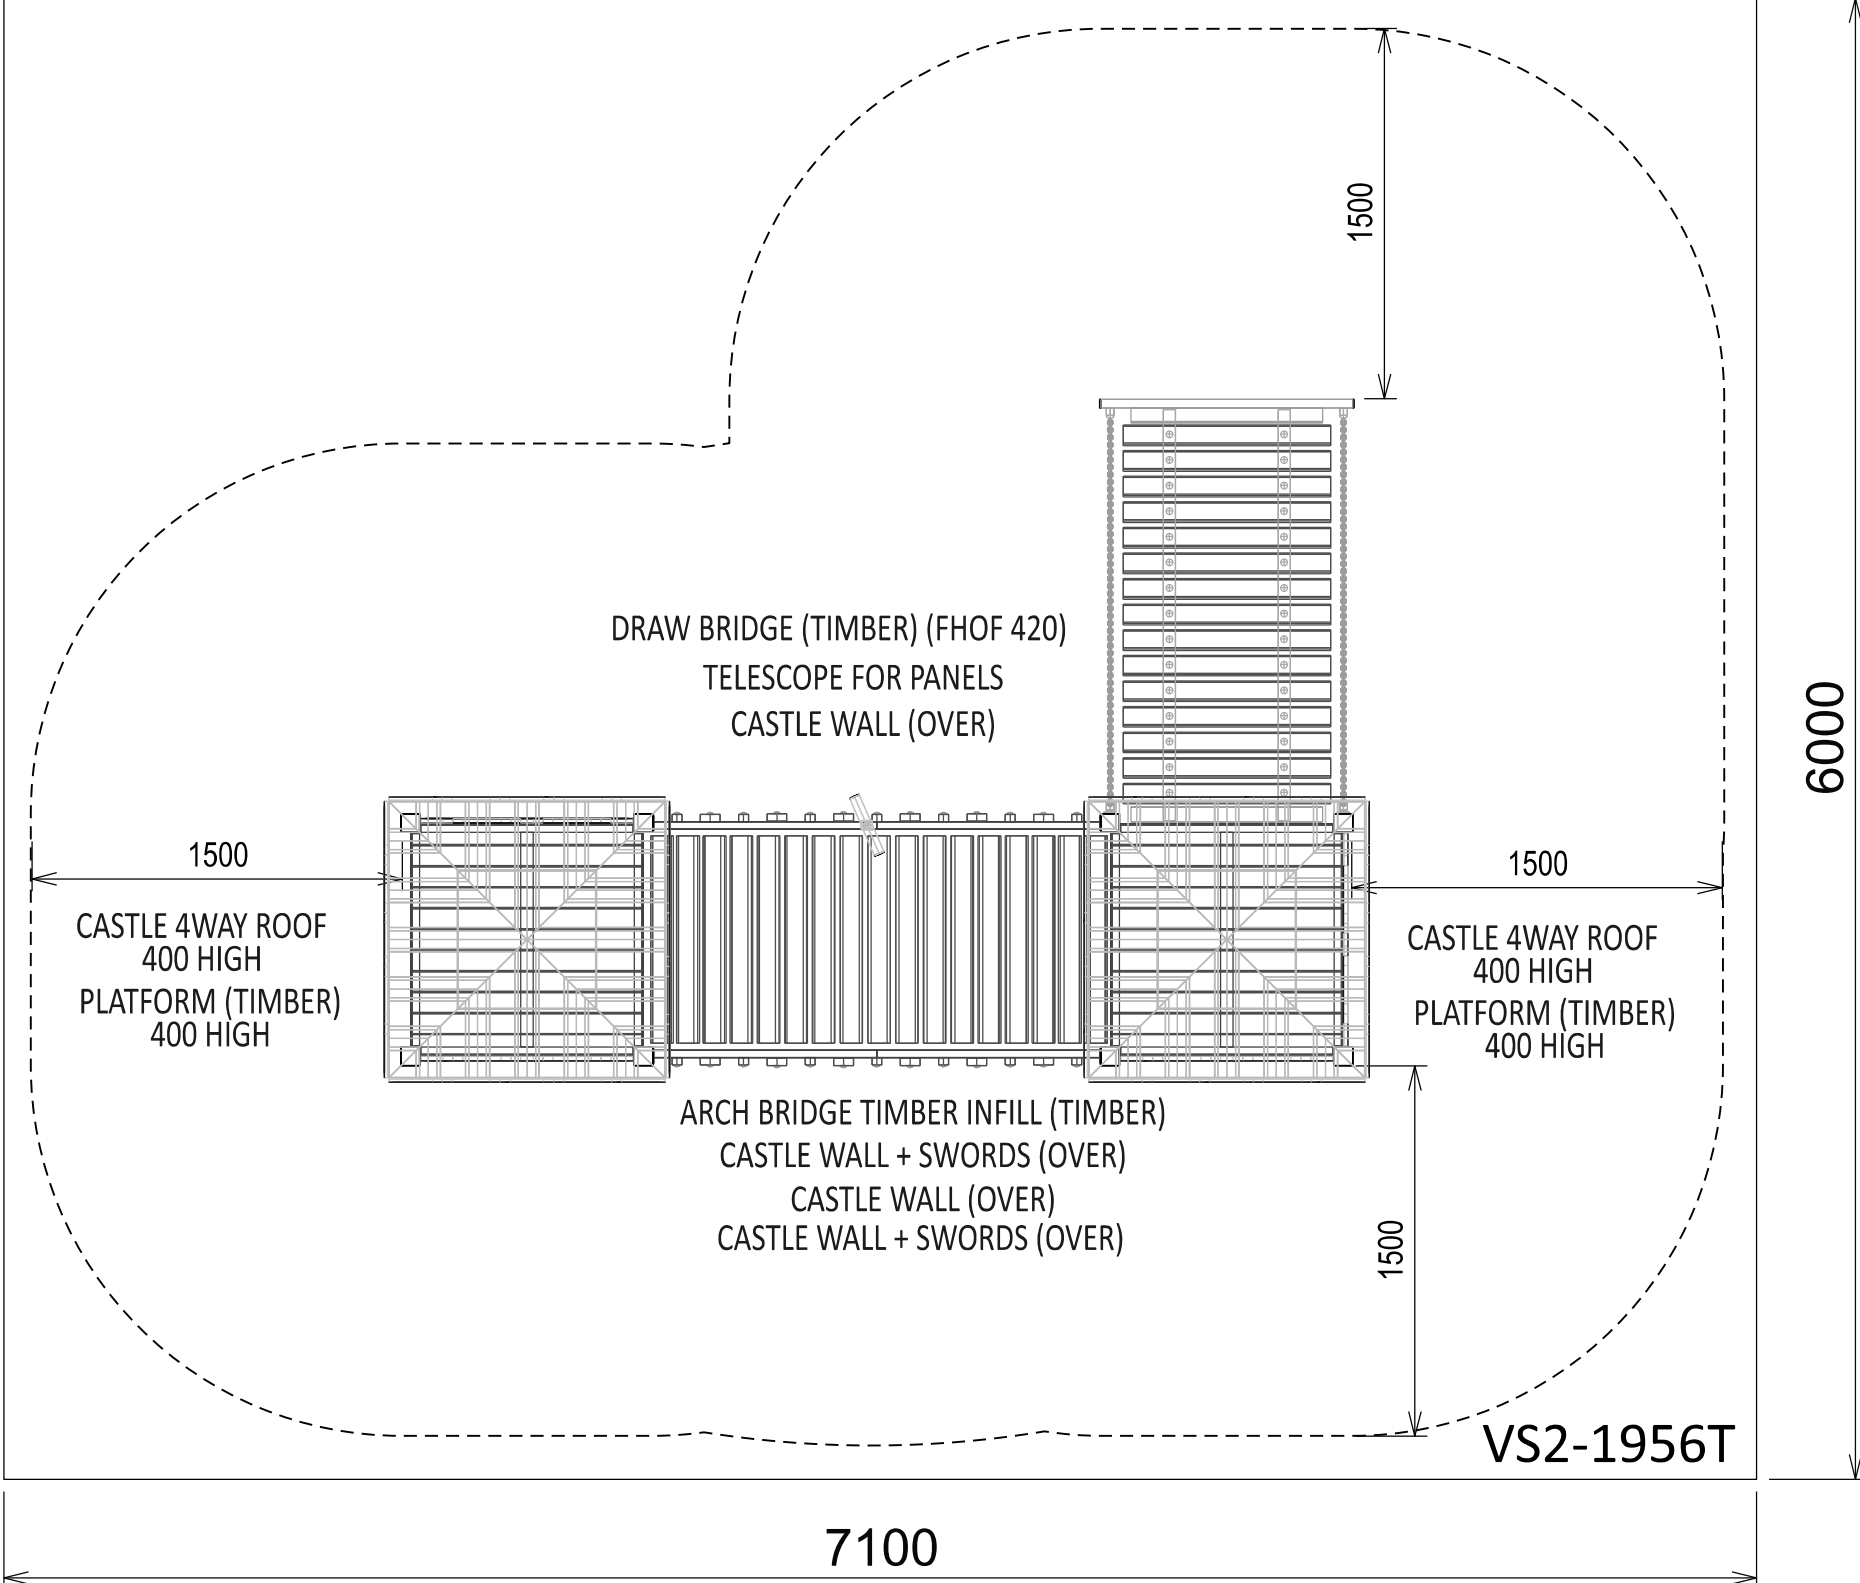 1500
6000
DRAW BRIDGE (TIMBER) (FHOF 420)
TELESCOPE FOR PANELS
CASTLE WALL (OVER)
1500
CASTLE 4WAY ROOF
400 HIGH
PLATFORM (TIMBER)
400 HIGH
1500
CASTLE 4WAY ROOF
400 HIGH
PLATFORM (TIMBER)
400 HIGH
ARCH BRIDGE TIMBER INFILL (TIMBER)
CASTLE WALL + SWORDS (OVER)
CASTLE WALL (OVER)
CASTLE WALL + SWORDS (OVER)
1500
VS2-1956T
7100